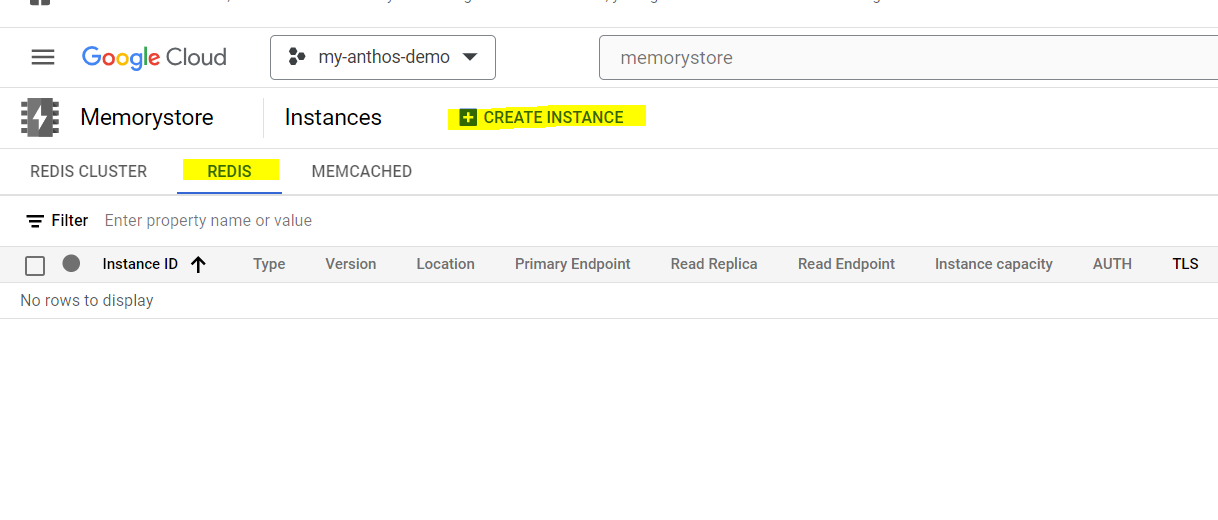 Google Cloud my-anthos-demo memorystore
Memorystore Instances CREATE INSTANCE
REDIS CLUSTER REDIS MEMCACHED
Filter Enter property name or value
Instance ID Type Version Location Primary Endpoint Read Replica Read Endpoint Instance capacity AUTH TLS
No rows to display